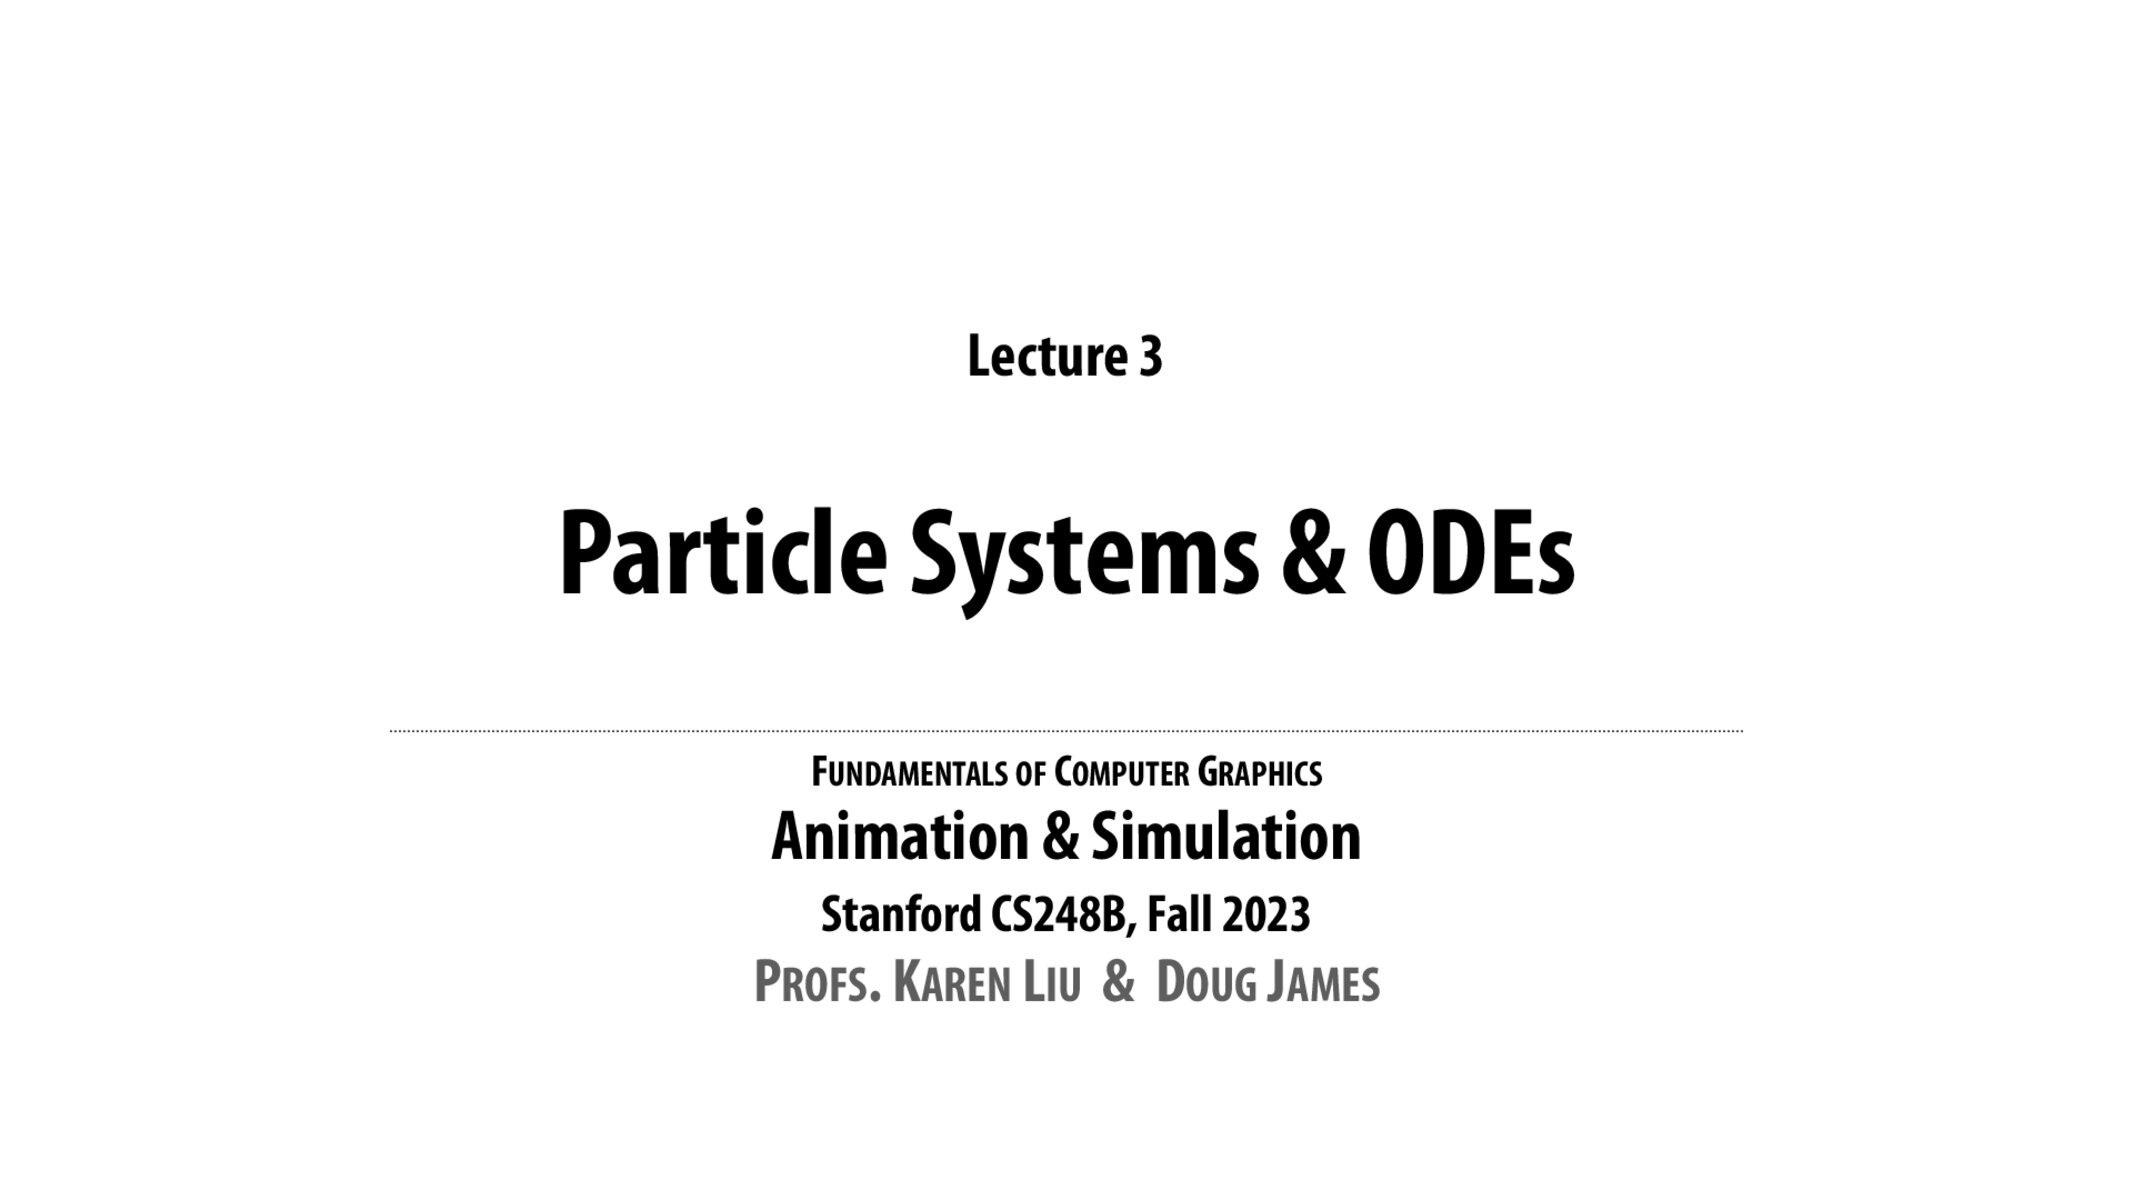 Lecture 3
Particle Systems & ODEs
FUNDAMENTALS OF COMPUTER GRAPHICS
Animation & Simulation
Stanford CS248B, Fall 2023
PROFS. KAREN LIU & DOUG JAMES